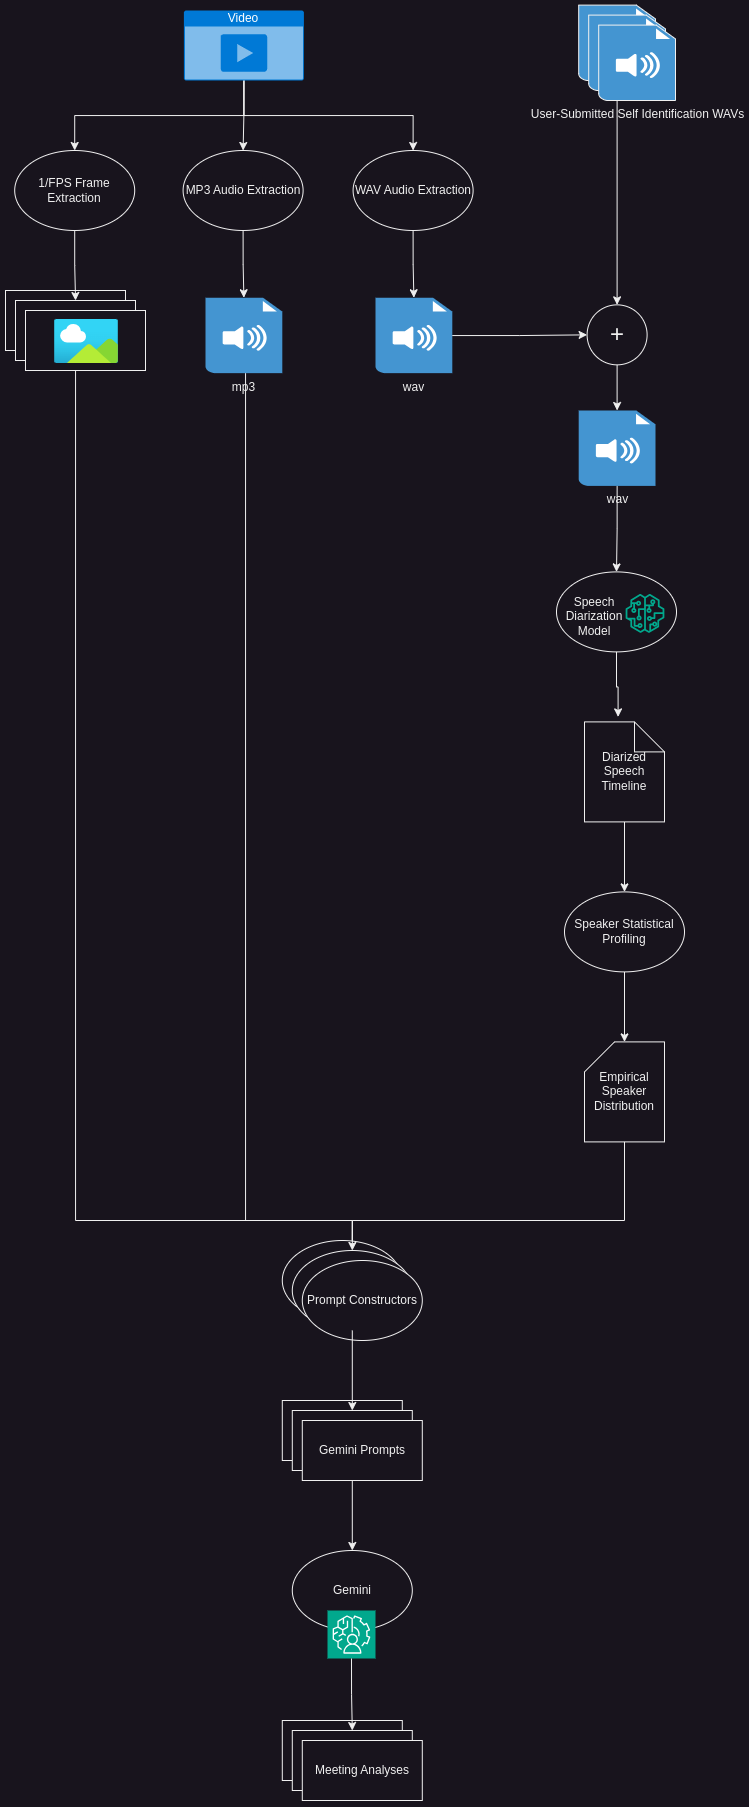 Video
User-Submitted Self Identification WAVs
1/FPS Frame
Extraction
MP3 Audio Extraction
WAV Audio Extraction
+
mp3
wav
wav
Speech
Diarization
Model
Diarized
Speech
Timeline
Speaker Statistical
Profiling
Empirical
Speaker
Distribution
Prompt Constructors
Gemini Prompts
Gemini
Meeting Analyses